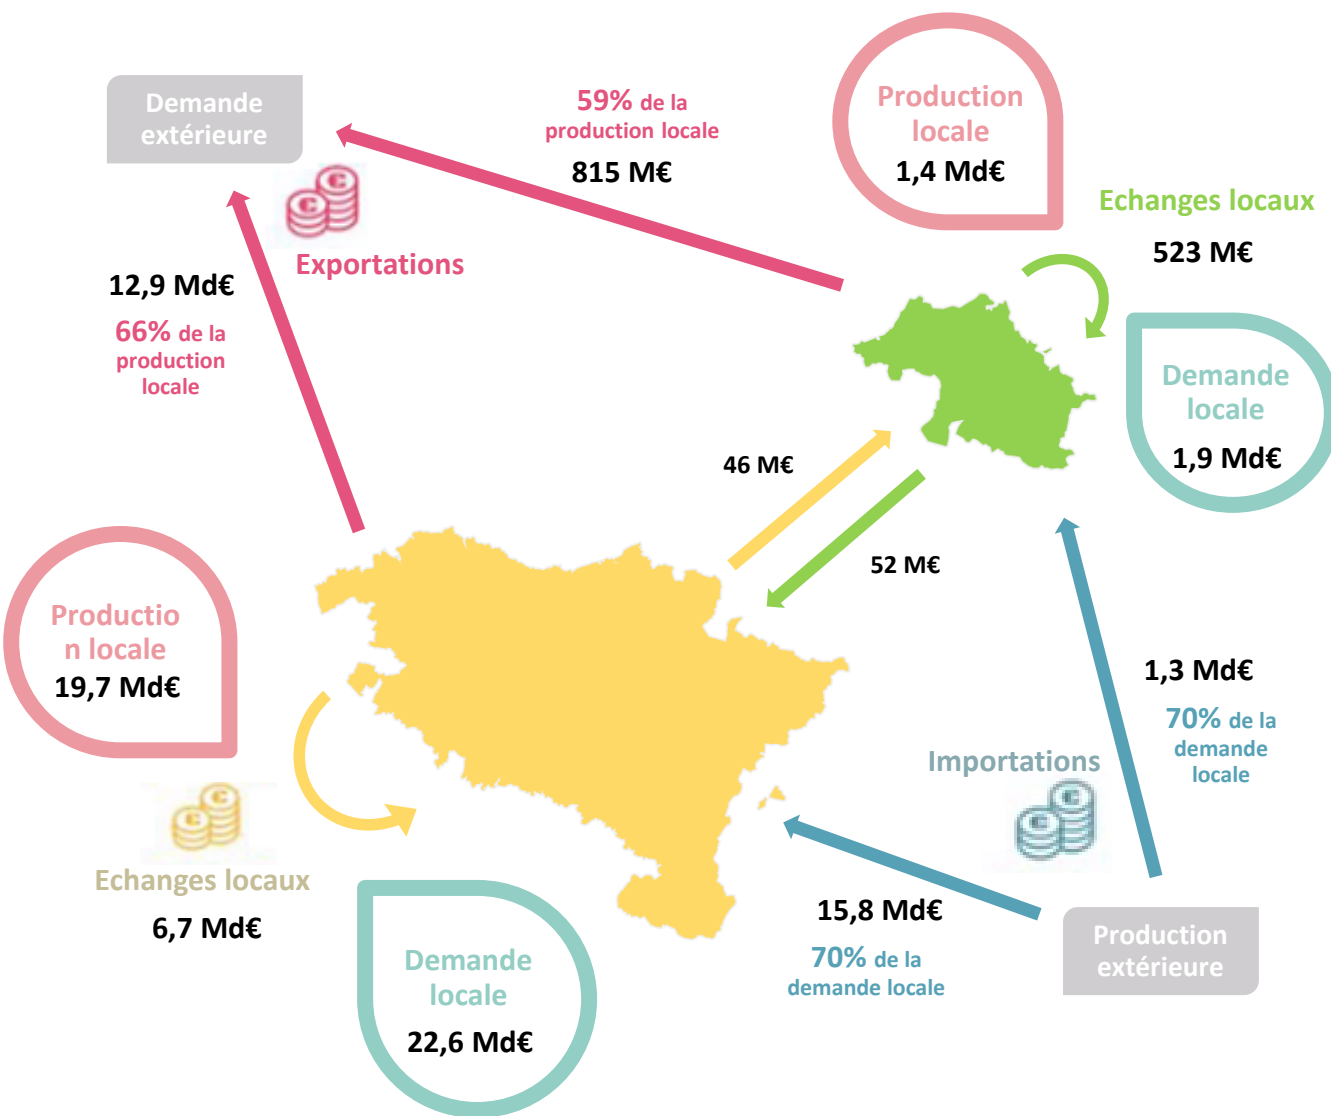 Demande
extérieure
59% de la
production locale
815 M€
Production
locale
1,4 Md€
Echanges locaux
523 M€
Exportations
12,9 Md€
66% de la
production
locale
Demande
locale
1,9 Md€
46 M€
52 M€
Productio
n locale
19,7 Md€
1,3 Md€
70% de la
demande
locale
Importations
Echanges locaux
6,7 Md€
15,8 Md€
70% de la
demande locale
Production
extérieure
Demande
locale
22,6 Md€